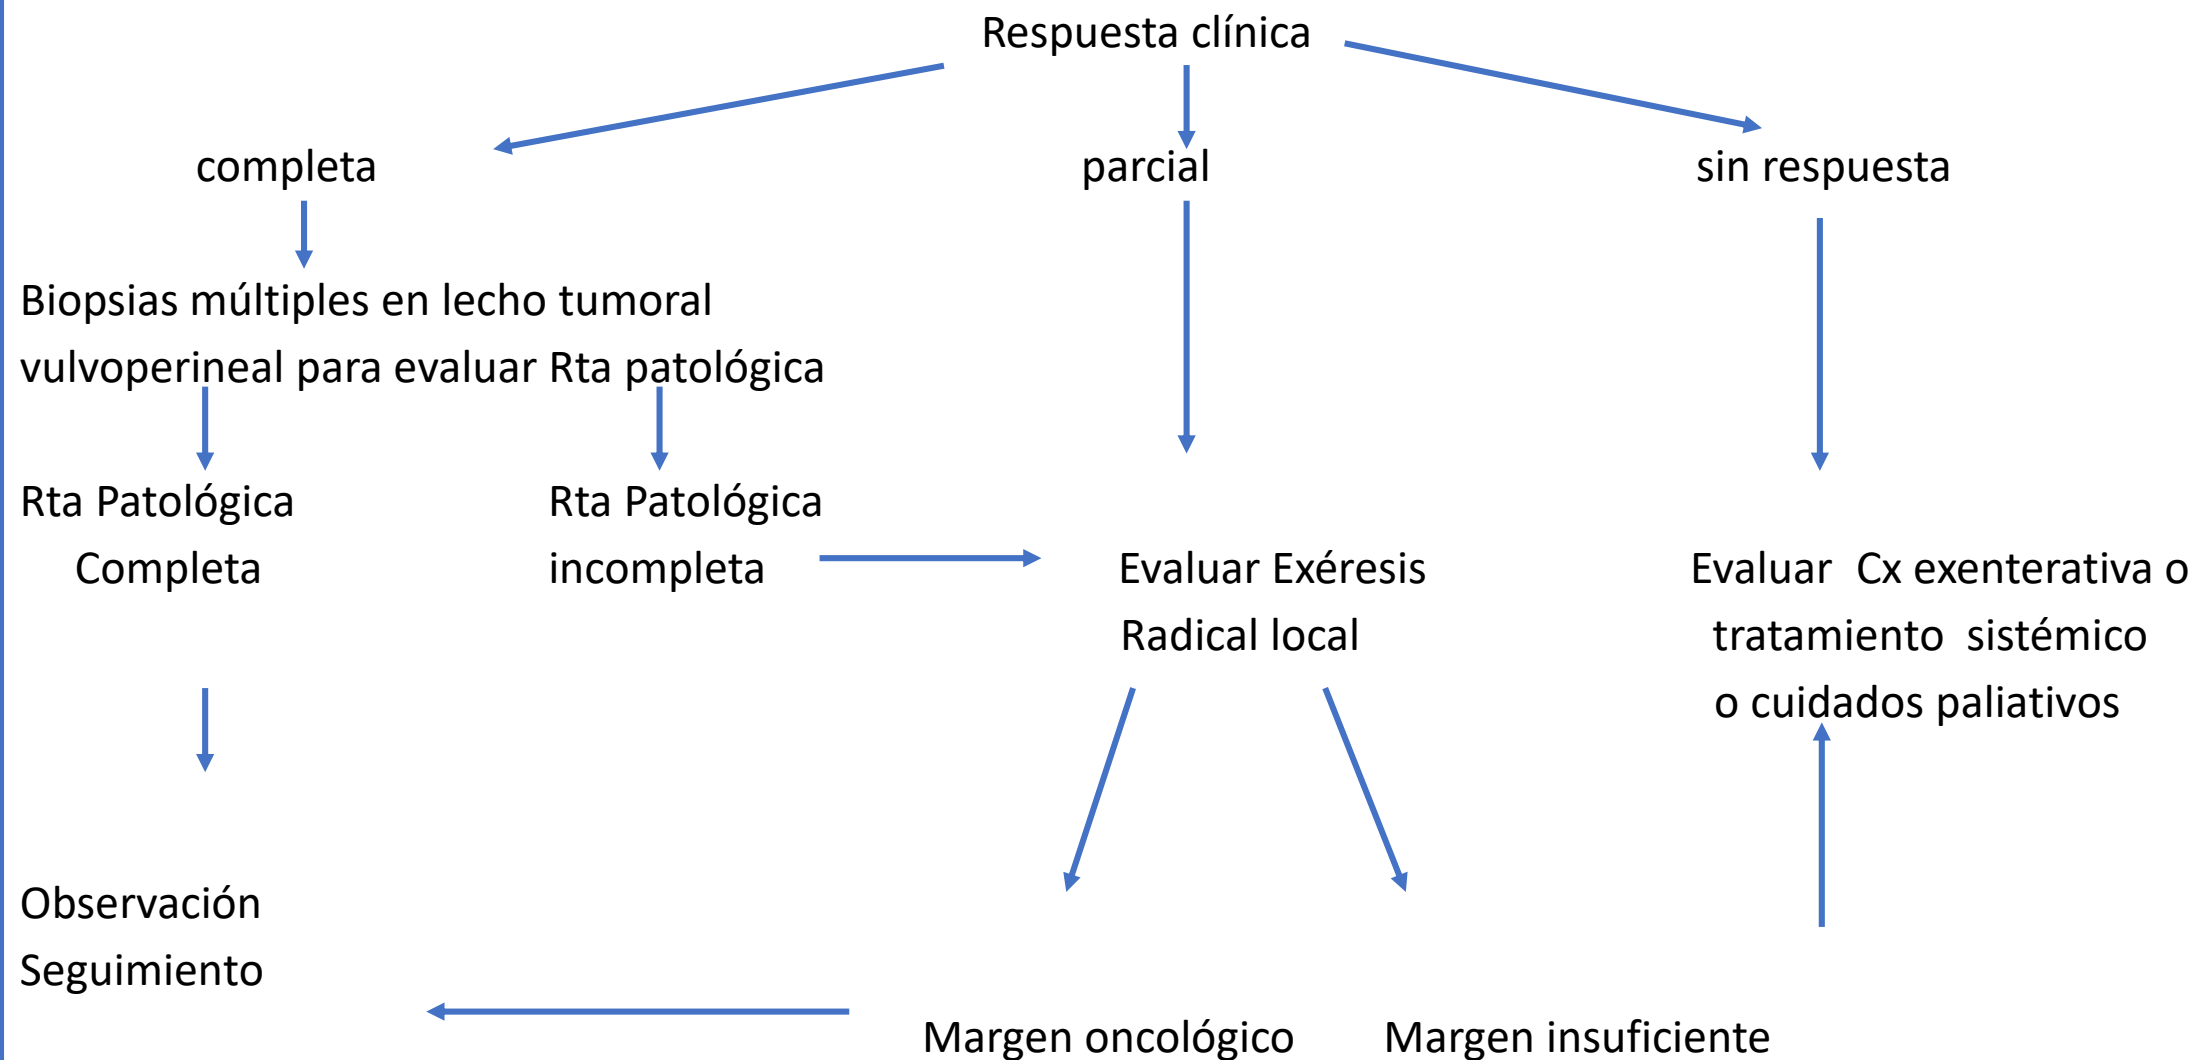 Respuesta clínica
completa
parcial
sin respuesta
Biopsias múltiples en lecho tumoral
vulvoperineal para evaluar Rta patológica
Rta Patológica
Completa
Rta Patológica
incompleta
Evaluar Exéresis
Radical local
Evaluar Cx exenterativa o
tratamiento sistémico
o cuidados paliativos
Observación
Seguimiento
Margen oncológico
Margen insuficiente